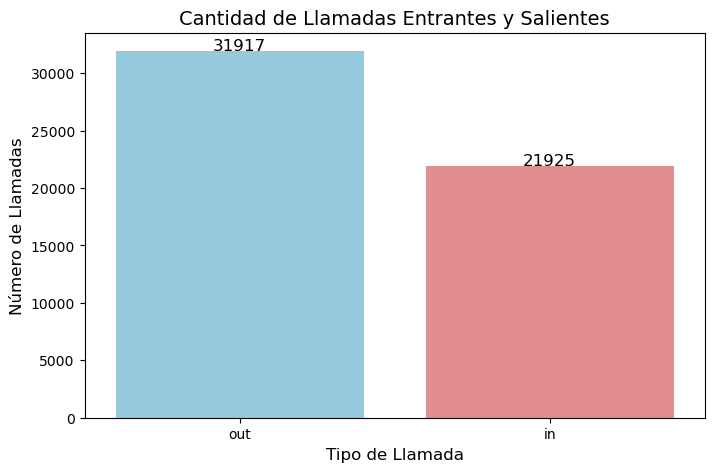 Cantidad de Llamadas Entrantes y Salientes
31917
21925
Número de Llamadas
30000
25000
20000
15000
10000
5000
0
out
in
Tipo de Llamada